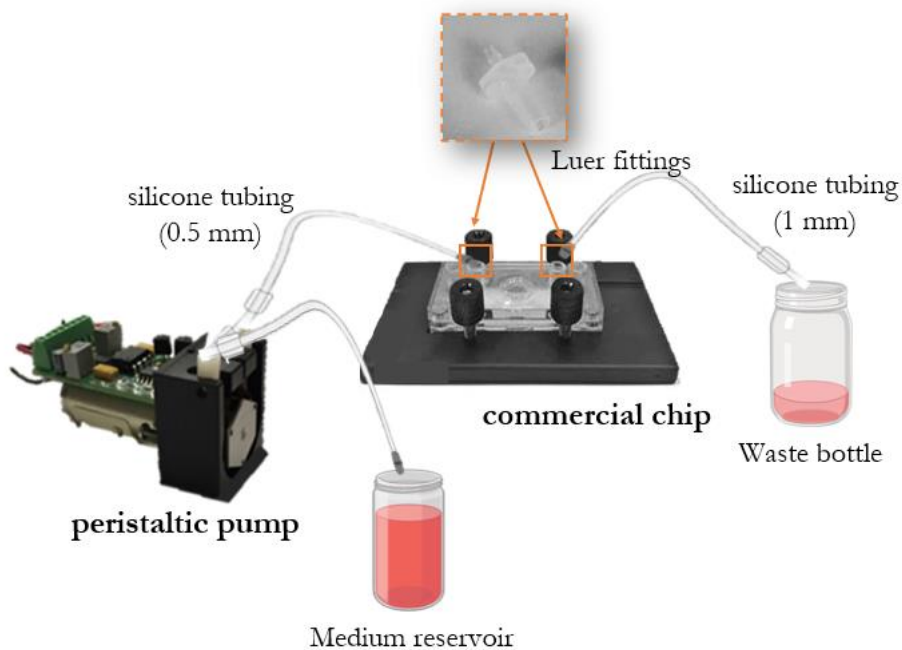 Luer fittings
silicone tubing
(0.5 mm)
silicone tubing
(1 mm)
commercial chip
Waste bottle
peristaltic pump
Medium reservoir